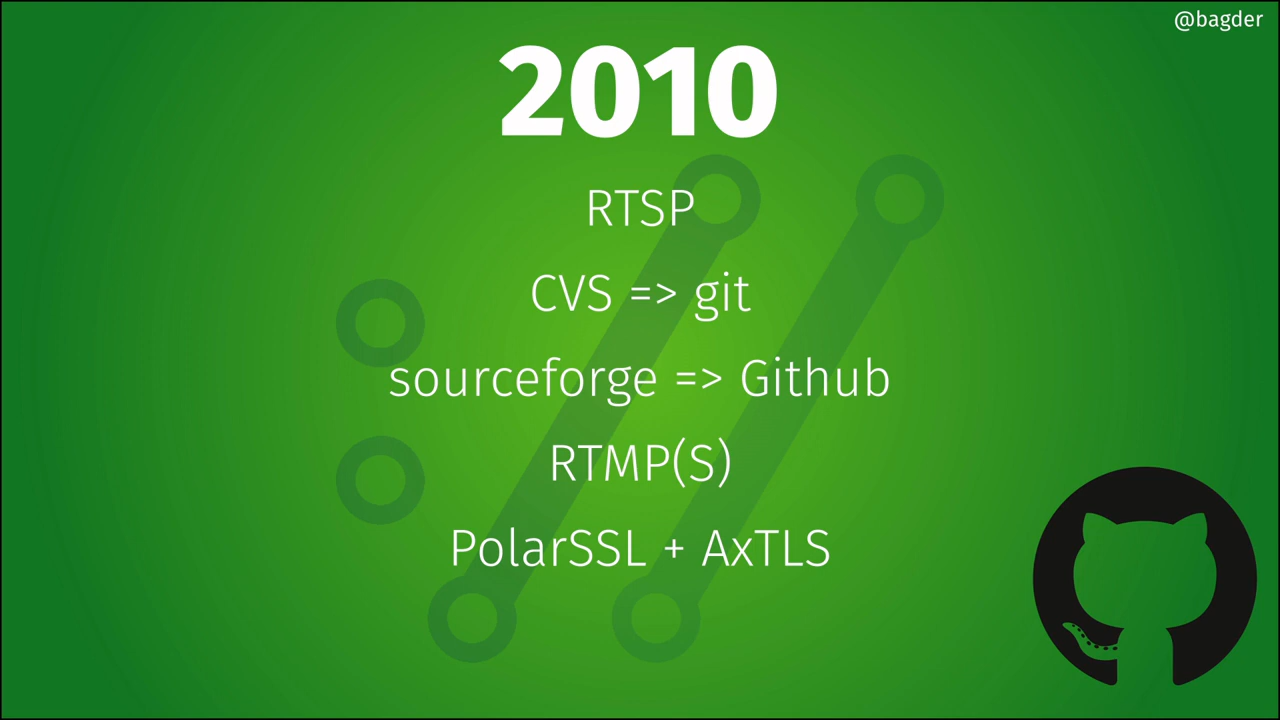 @bagder
2010
RTSP
CVS => git
sourceforge => Github
RTMP(S)
PolarSSL + AxTLS